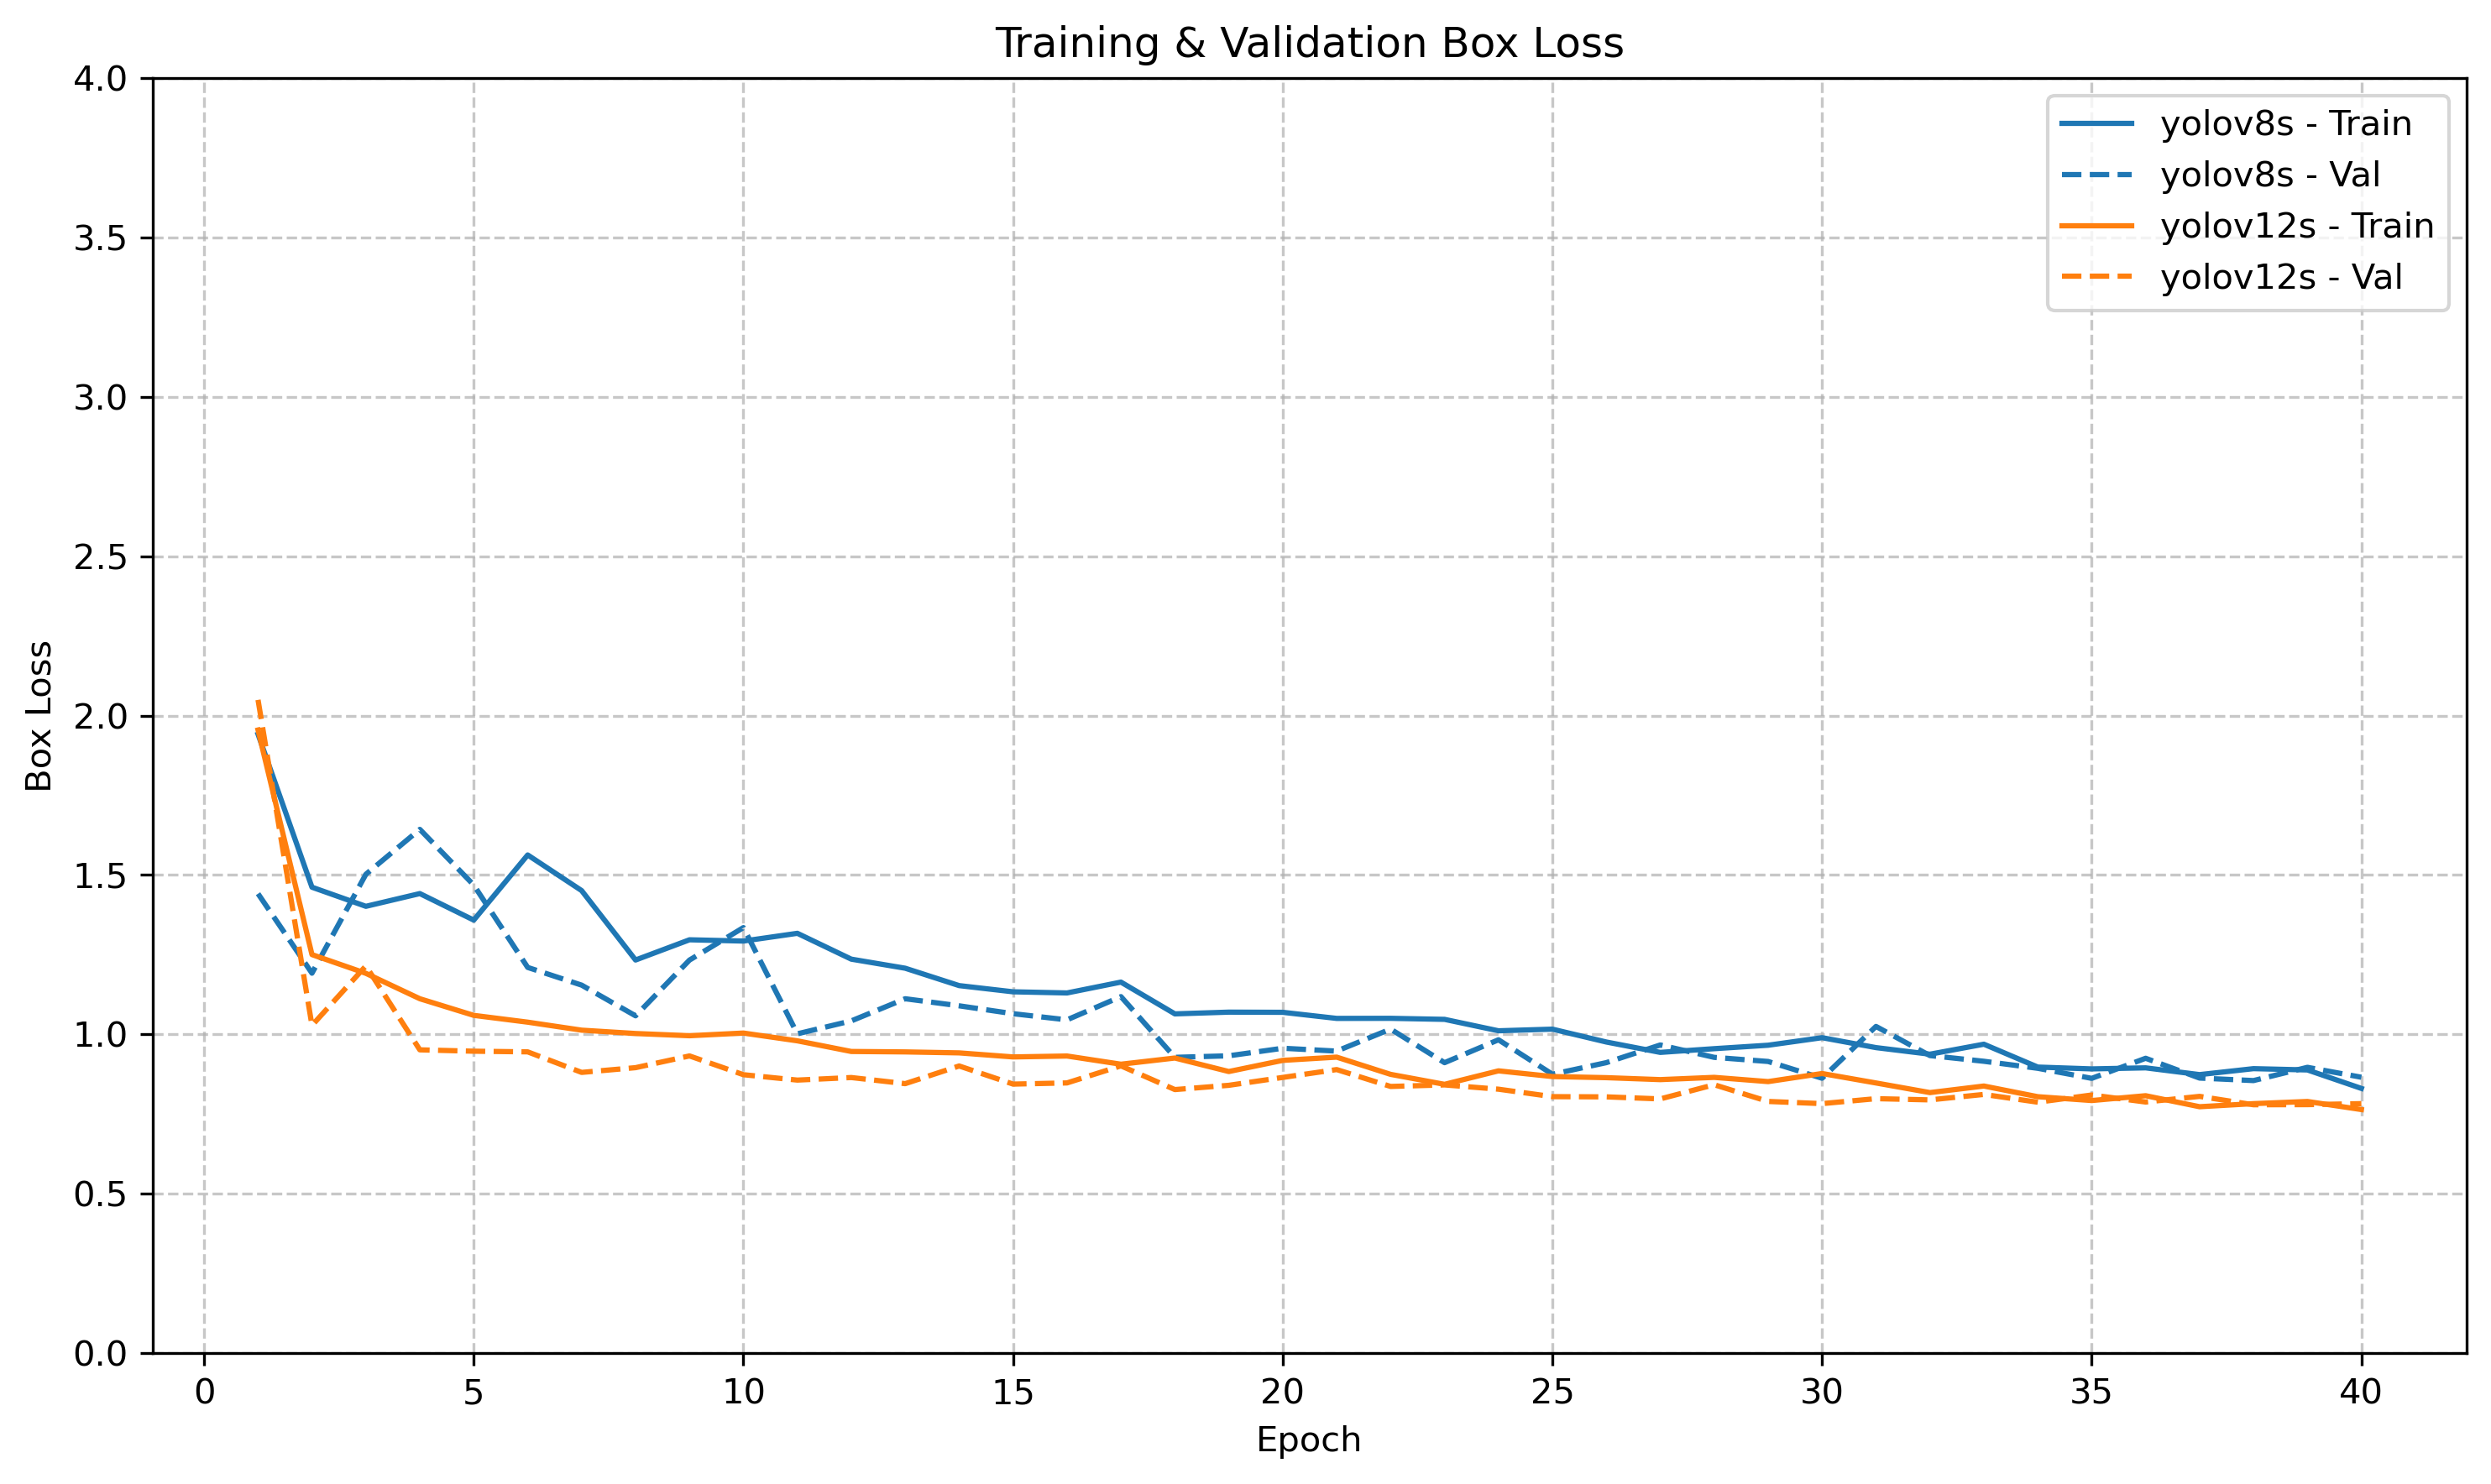 Training & Validation Box Loss
4.0
3.5
3.0
2.5
2.0
1.5
1.0
0.5
0.0
Box Loss
yolov8s - Train
yolov8s - Val
yolov12s - Train
yolov12s - Val
0 5 10 15 20 25 30 35 40
Epoch